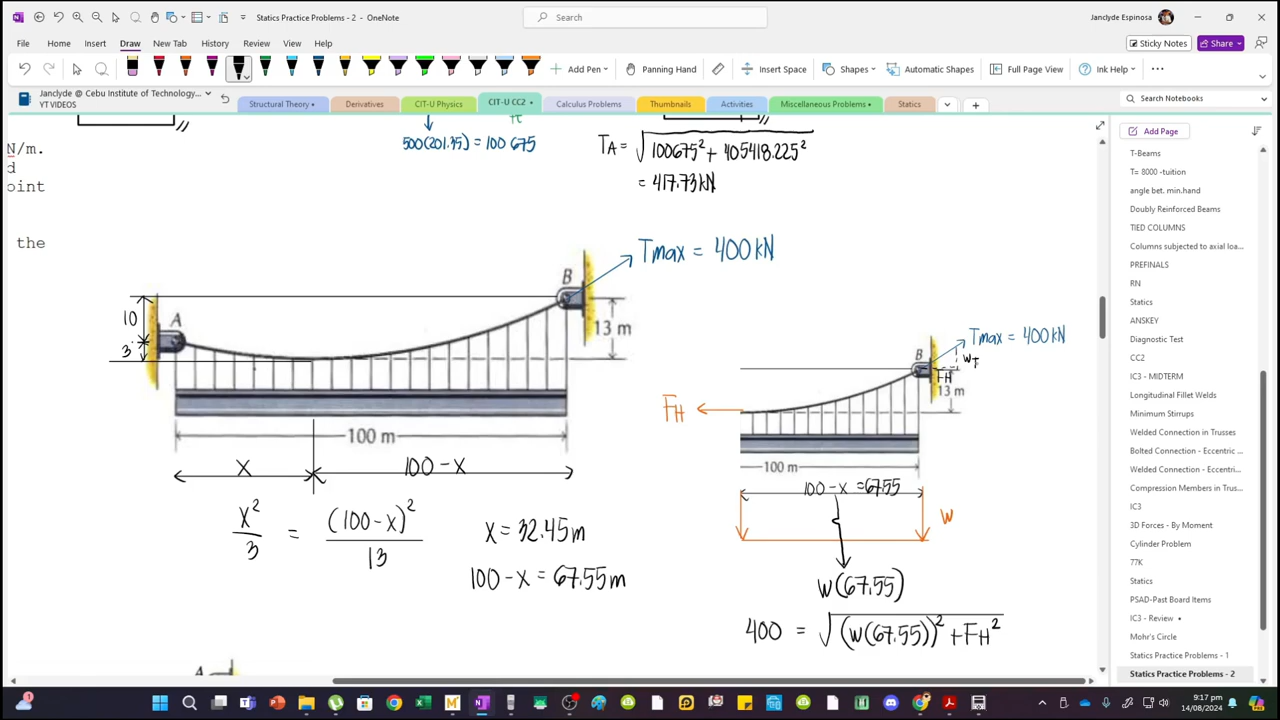 Statics Practice Problems - 2 - OneNote
Search
Janclyde Espinosa
File Home Insert Draw New Tab History Review View Help
Sticky Notes
Share
Add Pen
Panning Hand
Insert Space
Shapes
Automatic Shapes
Full Page View
Ink Help
Janclyde @ Cebu Institute of Technology...
YT VIDEOS
Structural Theory
Derivatives
CIT-U Physics
CIT-U CC2
Calculus Problems
Thumbnails
Activities
Miscellaneous Problems
Statics
Search Notebooks
Add Page
N/m.
d
oint
the
500(201.35) = 100 675
TA = √100675² + 405418.225²
= 417.73kN
Tmax = 400 kN
B
A
10
3
13 m
100 m
x
100 - x
x²/3 = (100-x)²/13
x = 32.45m
100 - x = 67.55m
Tmax = 400kN
B
WT
FH
13 m
FH
100 m
100 - x = 67.55
W
W(67.55)
400 = √(W(67.55))² + FH²
A
T-Beams
T= 8000 -tuition
angle bet. min.hand
Doubly Reinforced Beams
TIED COLUMNS
Columns subjected to axial loa...
PREFINALS
RN
Statics
ANSKEY
Diagnostic Test
CC2
IC3 - MIDTERM
Longitudinal Fillet Welds
Minimum Stirrups
Welded Connection in Trusses
Bolted Connection - Eccentric ...
Welded Connection - Eccentri...
Compression Members in Trus...
IC3
3D Forces - By Moment
Cylinder Problem
77K
Statics
PSAD-Past Board Items
IC3 - Review
Mohr's Circle
Statics Practice Problems - 1
Statics Practice Problems - 2
9:17 pm
14/08/2024